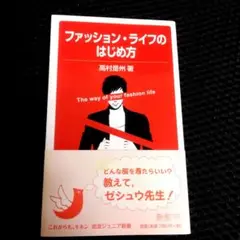 ファッション・ライフの
はじめ方
高村是州 著
The way of your fashion life
どんな服を着たらいい?
教えて、
ゼシュウ先生!
岩波ジュニア新書